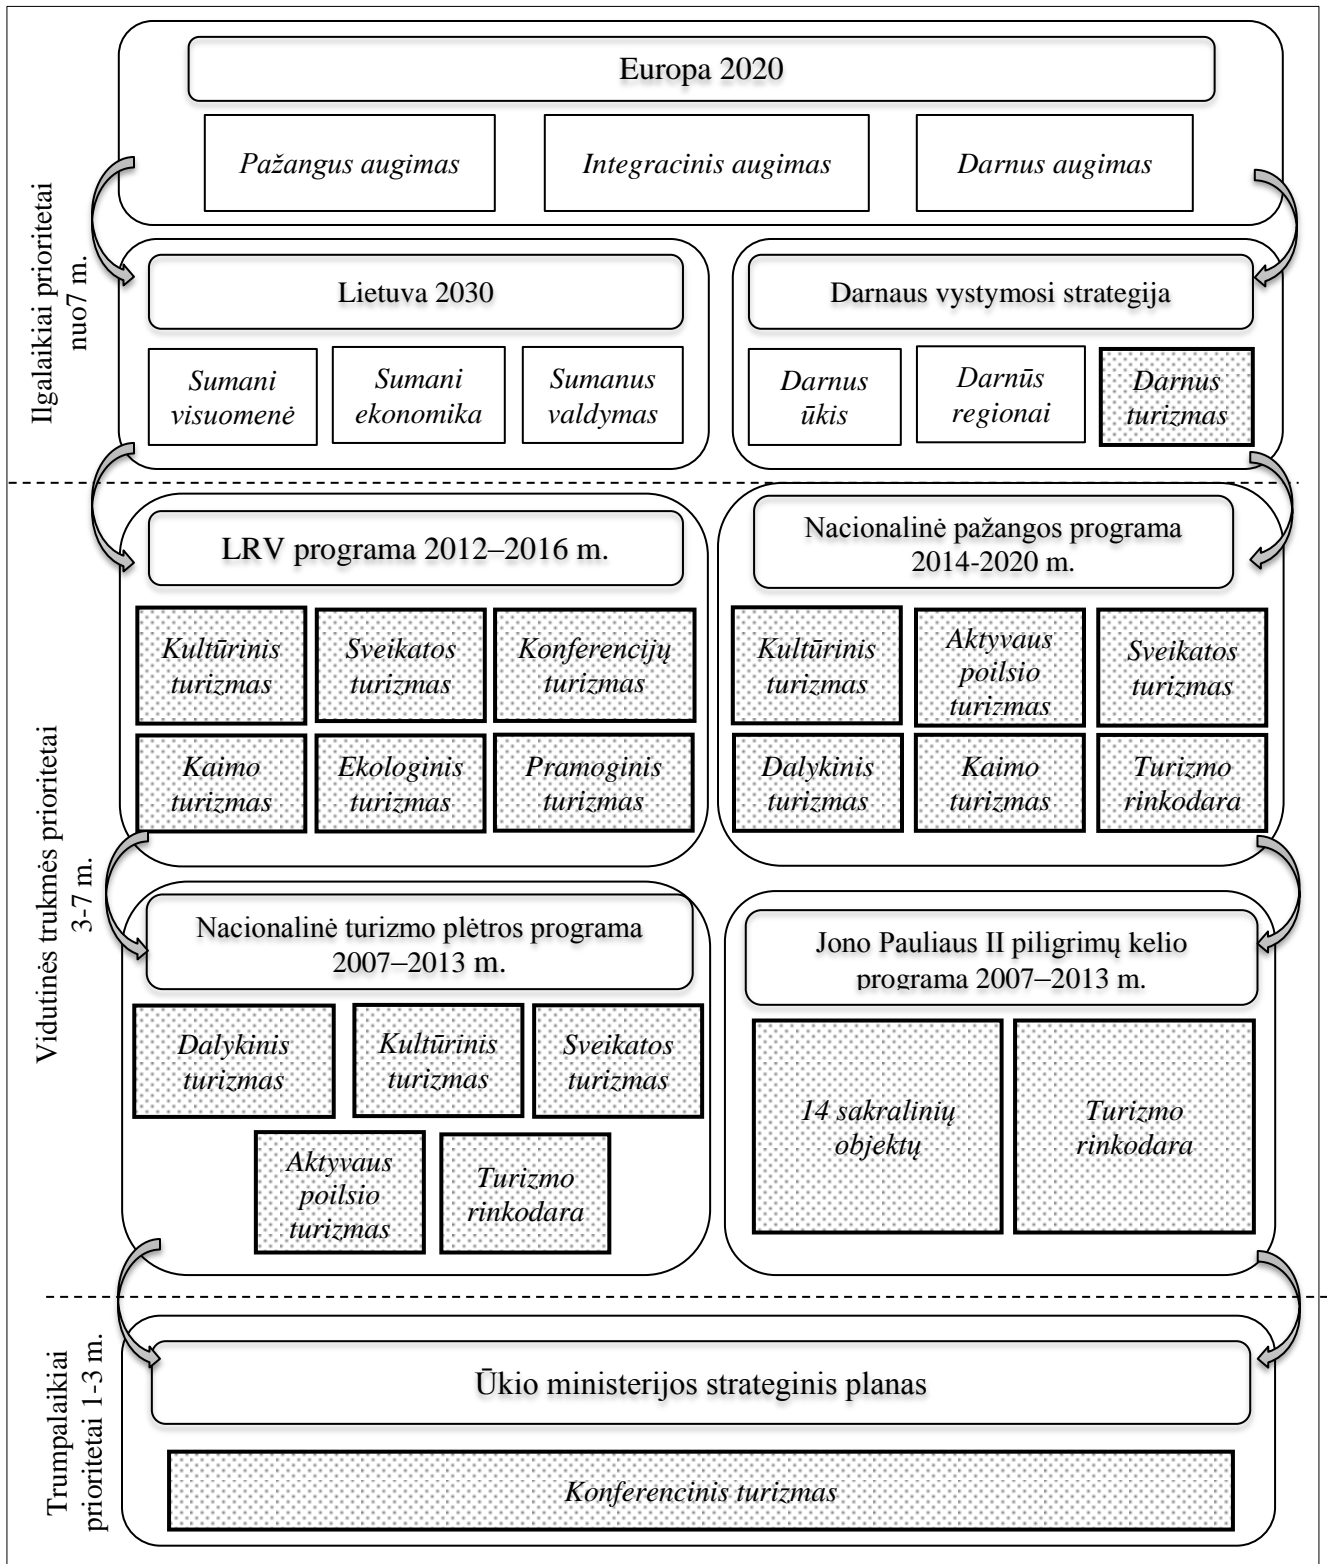 Europa 2020
Pažangus augimas
Integracinis augimas
Darnus augimas
Ilgalaikiai prioritetai
nuo7 m.
Lietuva 2030
Sumani
visuomenė
Sumani
ekonomika
Sumanus
valdymas
Darnaus vystymosi strategija
Darnus
ūkis
Darnūs
regionai
Darnus
turizmas
Vidutinės trukmės prioritetai
3-7 m.
LRV programa 2012–2016 m.
Kultūrinis
turizmas
Sveikatos
turizmas
Konferencijų
turizmas
Kaimo
turizmas
Ekologinis
turizmas
Pramoginis
turizmas
Nacionalinė pažangos programa
2014-2020 m.
Kultūrinis
turizmas
Aktyvaus
poilsio
turizmas
Sveikatos
turizmas
Dalykinis
turizmas
Kaimo
turizmas
Turizmo
rinkodara
Nacionalinė turizmo plėtros programa
2007–2013 m.
Dalykinis
turizmas
Kultūrinis
turizmas
Sveikatos
turizmas
Aktyvaus
poilsio
turizmas
Turizmo
rinkodara
Jono Pauliaus II piligrimų kelio
programa 2007–2013 m.
14 sakralinių
objektų
Turizmo
rinkodara
Trumpalaikiai
prioritetai 1-3 m.
Ūkio ministerijos strateginis planas
Konferencinis turizmas